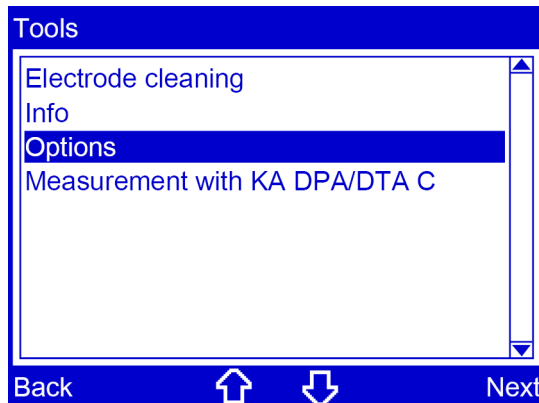 Tools
Electrode cleaning
Info
Options
Measurement with KA DPA/DTA C
Back Next